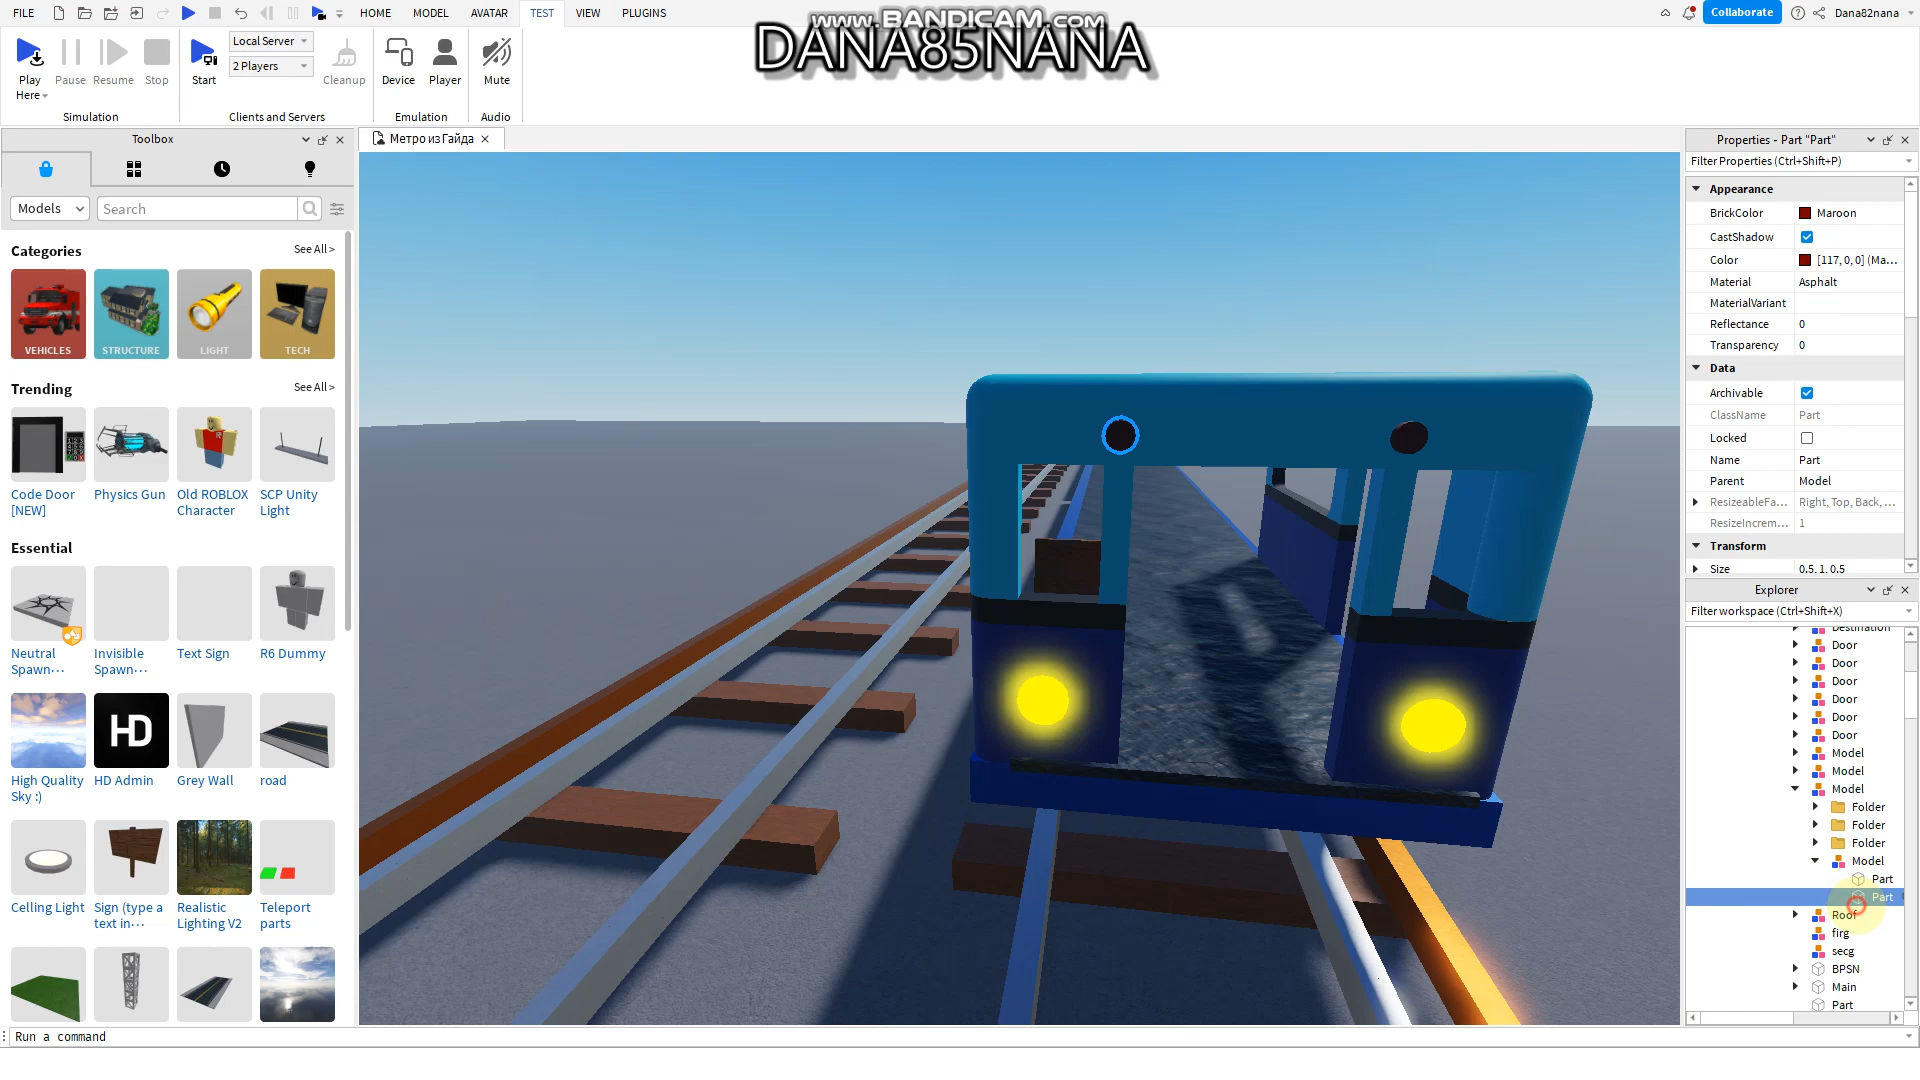 FILE HOME MODEL AVATAR TEST VIEW PLUGINS Collaborate Dana82nana
www.BANDICAM.com
DANA85NANA
Play Here Pause Resume Stop Start Local Server 2 Players Cleanup Device Player Mute
Simulation Clients and Servers Emulation Audio
Toolbox
Метро из Гайда
Models Search
Categories See All >
VEHICLES STRUCTURE LIGHT TECH
Trending See All >
Code Door [NEW] Physics Gun Old ROBLOX Character SCP Unity Light
Essential
Neutral Spawn··· Invisible Spawn··· Text Sign R6 Dummy
HD
High Quality Sky :) HD Admin Grey Wall road
Celling Light Sign (type a text in··· Realistic Lighting V2 Teleport parts
Properties - Part "Part"
Filter Properties (Ctrl+Shift+P)
Appearance
BrickColor Maroon
CastShadow
Color [117, 0, 0] (Ma...
Material Asphalt
MaterialVariant
Reflectance 0
Transparency 0
Data
Archivable
ClassName Part
Locked
Name Part
Parent Model
ResizeableFa... Right, Top, Back, ...
ResizeIncrem... 1
Transform
Size 0.5, 1, 0.5
Explorer
Filter workspace (Ctrl+Shift+X)
Destination
Door
Door
Door
Door
Door
Door
Model
Model
Model
Folder
Folder
Folder
Model
Part
Part
Roof
firg
secg
BPSN
Main
Part
Run a command